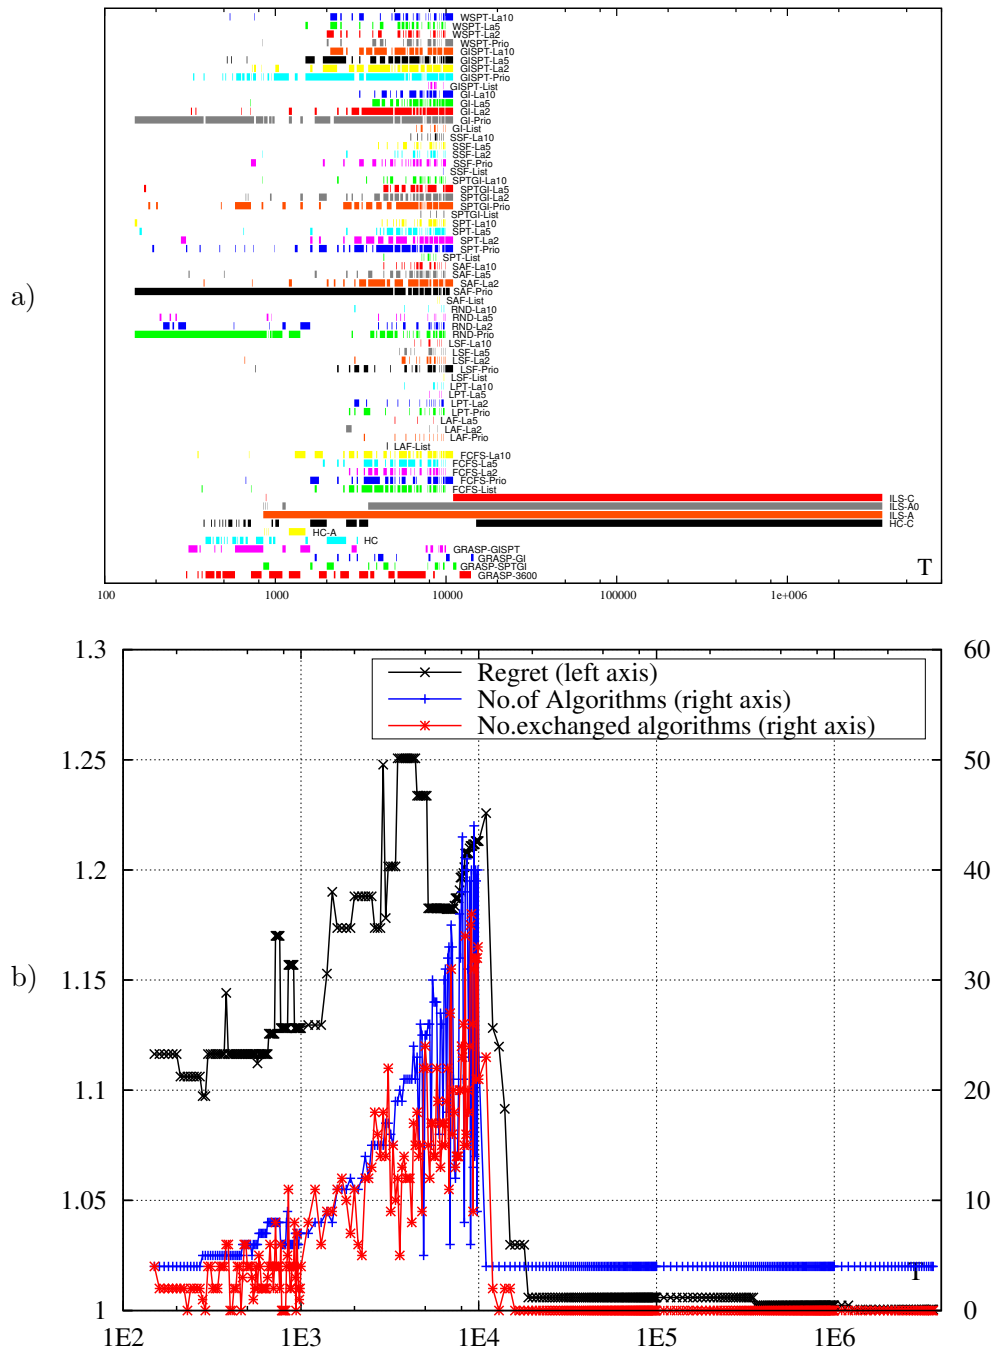 a)
WSPT-La10
WSPT-La5
WSPT-La2
WSPT-Prio
GISPT-La10
GISPT-La5
GISPT-La2
GISPT-Prio
GISPT-List
GI-La10
GI-La5
GI-La2
GI-Prio
GI-List
SSF-La10
SSF-La5
SSF-La2
SSF-Prio
SSF-List
SPTGI-La10
SPTGI-La5
SPTGI-La2
SPTGI-Prio
SPTGI-List
SPT-La10
SPT-La5
SPT-La2
SPT-Prio
SPT-List
SAF-La10
SAF-La5
SAF-La2
SAF-Prio
SAF-List
RND-La10
RND-La5
RND-La2
RND-Prio
LSF-La10
LSF-La5
LSF-La2
LSF-Prio
LSF-List
LPT-La10
LPT-La5
LPT-La2
LPT-Prio
LAF-La5
LAF-La2
LAF-Prio
LAF-List
FCFS-La10
FCFS-La5
FCFS-La2
FCFS-Prio
FCFS-List
ILS-C
ILS-A0
ILS-A
HC-C
HC-A
HC
GRASP-GISPT
GRASP-GI
GRASP-SPTGI
GRASP-3600
T
100 1000 10000 100000 1e+006
b)
Regret (left axis)
No.of Algorithms (right axis)
No.exchanged algorithms (right axis)
1.3 60
1.25 50
1.2 40
1.15 30
1.1 20
1.05 10
T
1 0
1E2 1E3 1E4 1E5 1E6